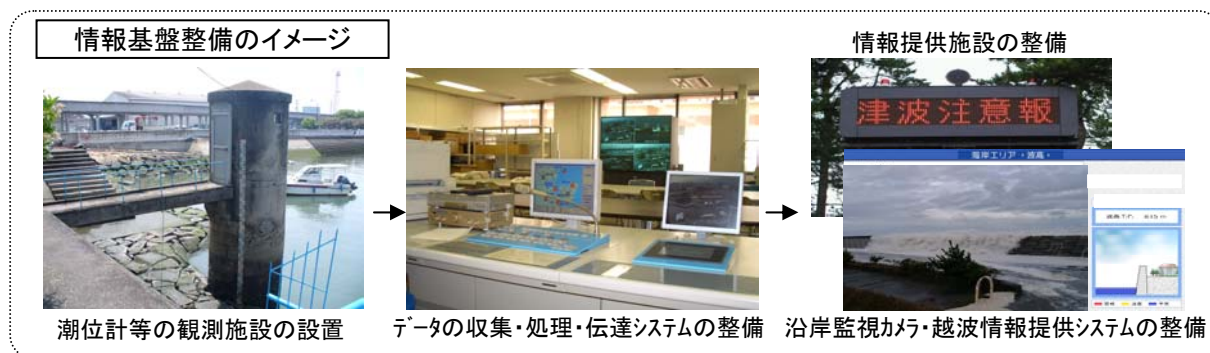 情報基盤整備のイメージ
情報提供施設の整備
津波注意報
潮位計等の観測施設の設置
データの収集・処理・伝達システムの整備
沿岸監視カメラ・越波情報提供システムの整備